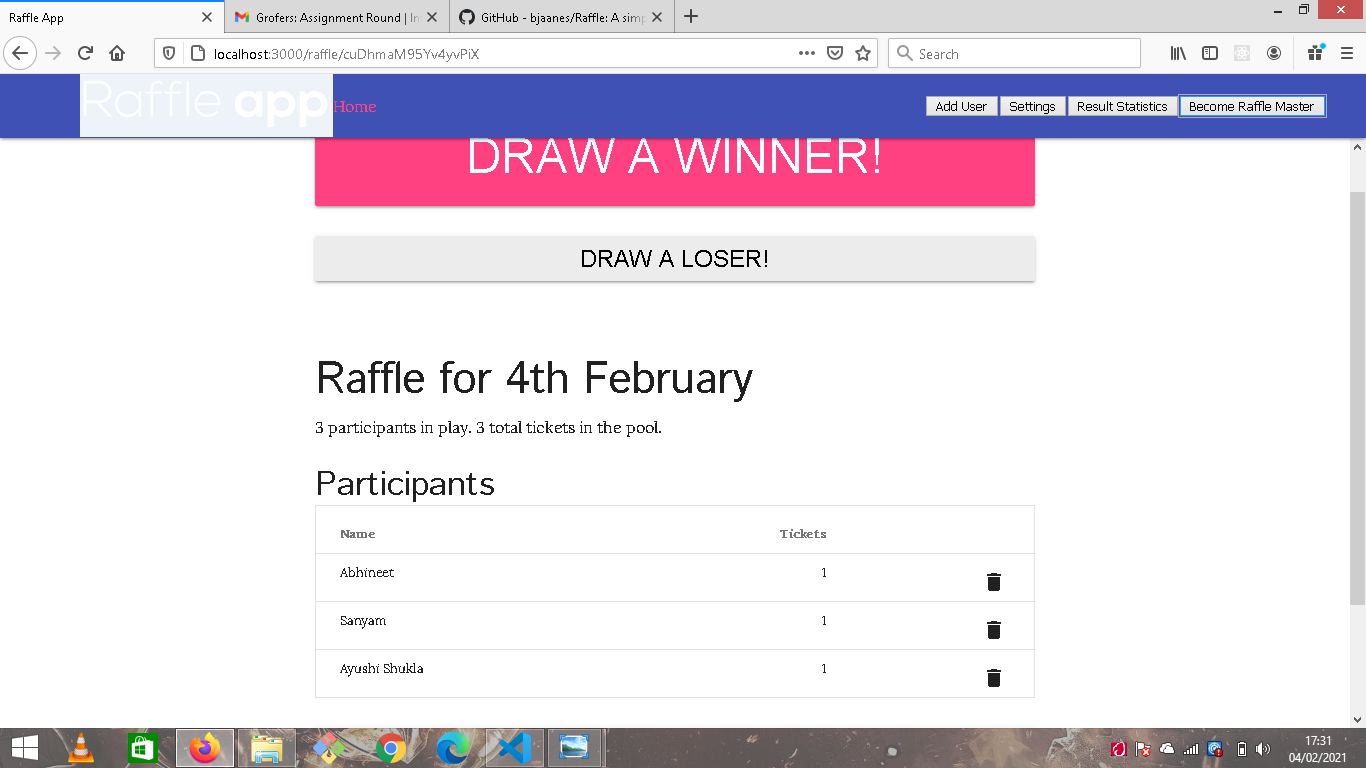 Raffle App
Grofers: Assignment Round | In
GitHub - bjaanes/Raffle: A simp
localhost:3000/raffle/cuDhmaM95Yv4yvPiX
Search
Raffle app
Home
Add User
Settings
Result Statistics
Become Raffle Master
DRAW A WINNER!
DRAW A LOSER!
Raffle for 4th February
3 participants in play. 3 total tickets in the pool.
Participants
Name Tickets
Abhineet 1
Sanyam 1
Ayushi Shukla 1
17:31
04/02/2021